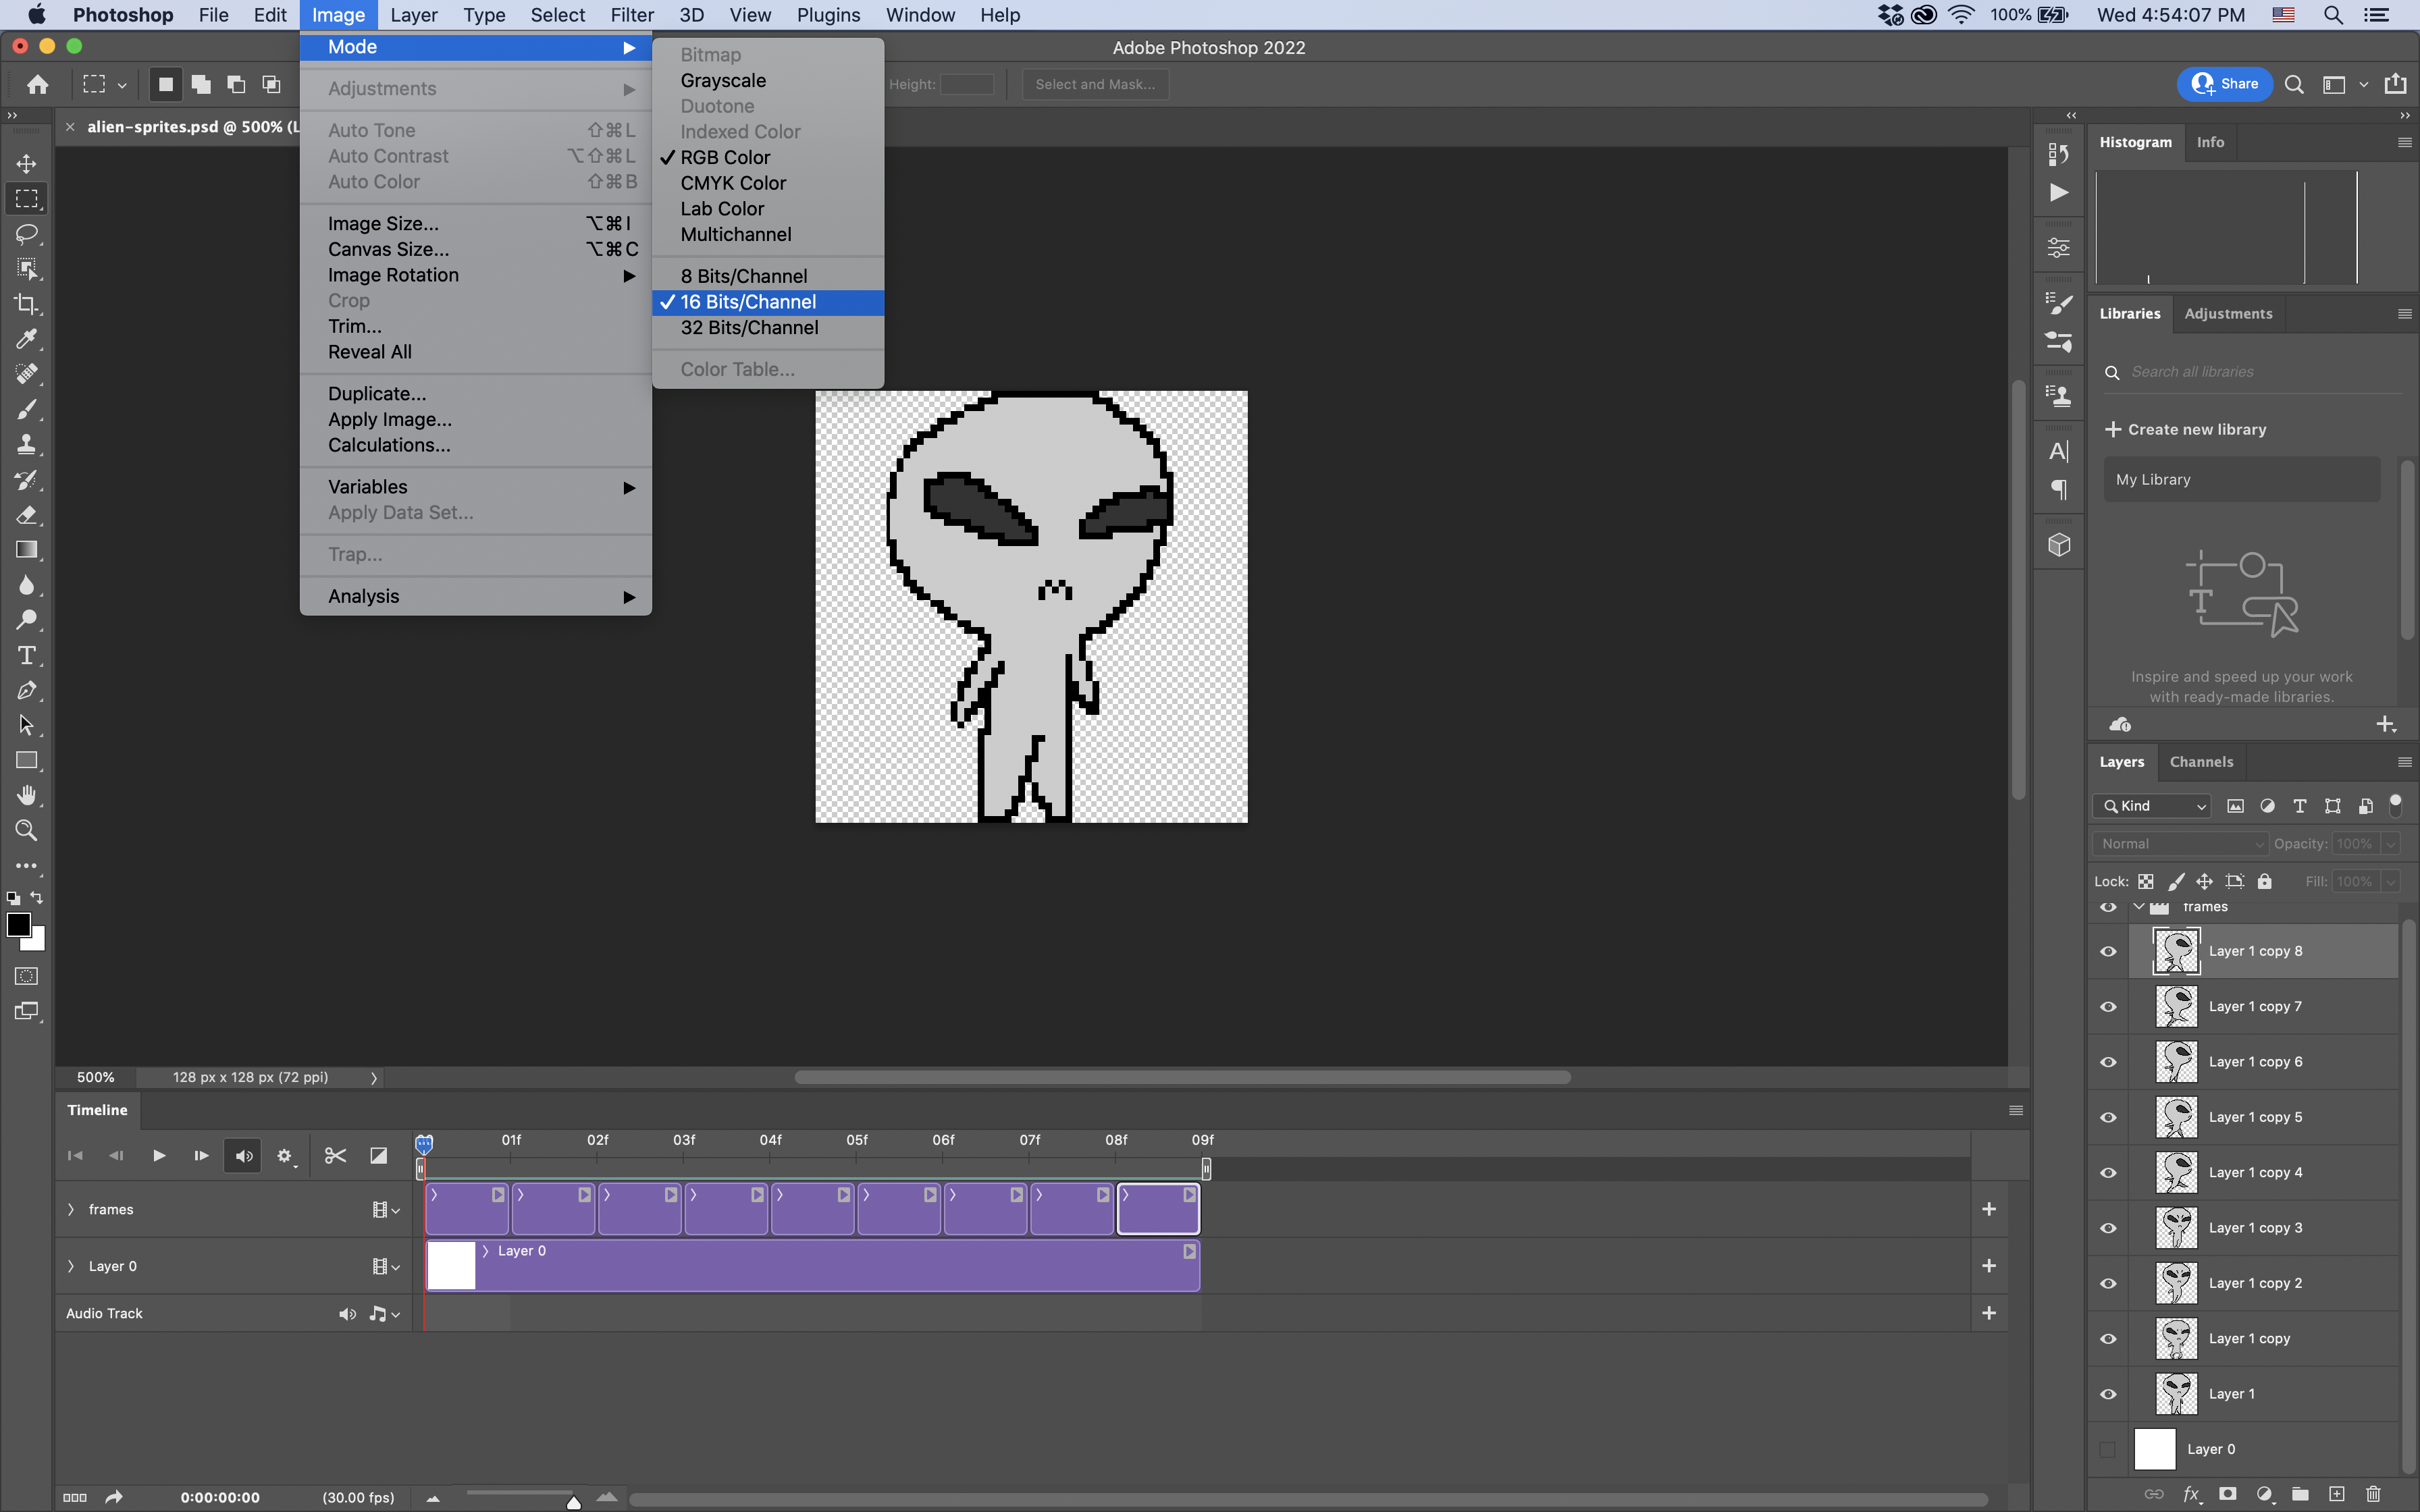 Photoshop File Edit Image Layer Type Select Filter 3D View Plugins Window Help 100% Wed 4:54:07 PM
Adobe Photoshop 2022
Height: Select and Mask... Share
alien-sprites.psd @ 500% (L
Mode
Adjustments
Auto Tone ⇧⌘L
Auto Contrast ⌥⇧⌘L
Auto Color ⇧⌘B
Image Size... ⌥⌘I
Canvas Size... ⌥⌘C
Image Rotation
Crop
Trim...
Reveal All
Duplicate...
Apply Image...
Calculations...
Variables
Apply Data Set...
Trap...
Analysis
Bitmap
Grayscale
Duotone
Indexed Color
RGB Color
CMYK Color
Lab Color
Multichannel
8 Bits/Channel
16 Bits/Channel
32 Bits/Channel
Color Table...
Histogram Info
Libraries Adjustments
Search all libraries
Create new library
My Library
Inspire and speed up your work
with ready-made libraries.
Layers Channels
Kind
Normal Opacity: 100%
Lock: Fill: 100%
frames
Layer 1 copy 8
Layer 1 copy 7
Layer 1 copy 6
Layer 1 copy 5
Layer 1 copy 4
Layer 1 copy 3
Layer 1 copy 2
Layer 1 copy
Layer 1
Layer 0
500% 128 px x 128 px (72 ppi)
Timeline
01f 02f 03f 04f 05f 06f 07f 08f 09f
frames
Layer 0 Layer 0
Audio Track
0:00:00:00 (30.00 fps)